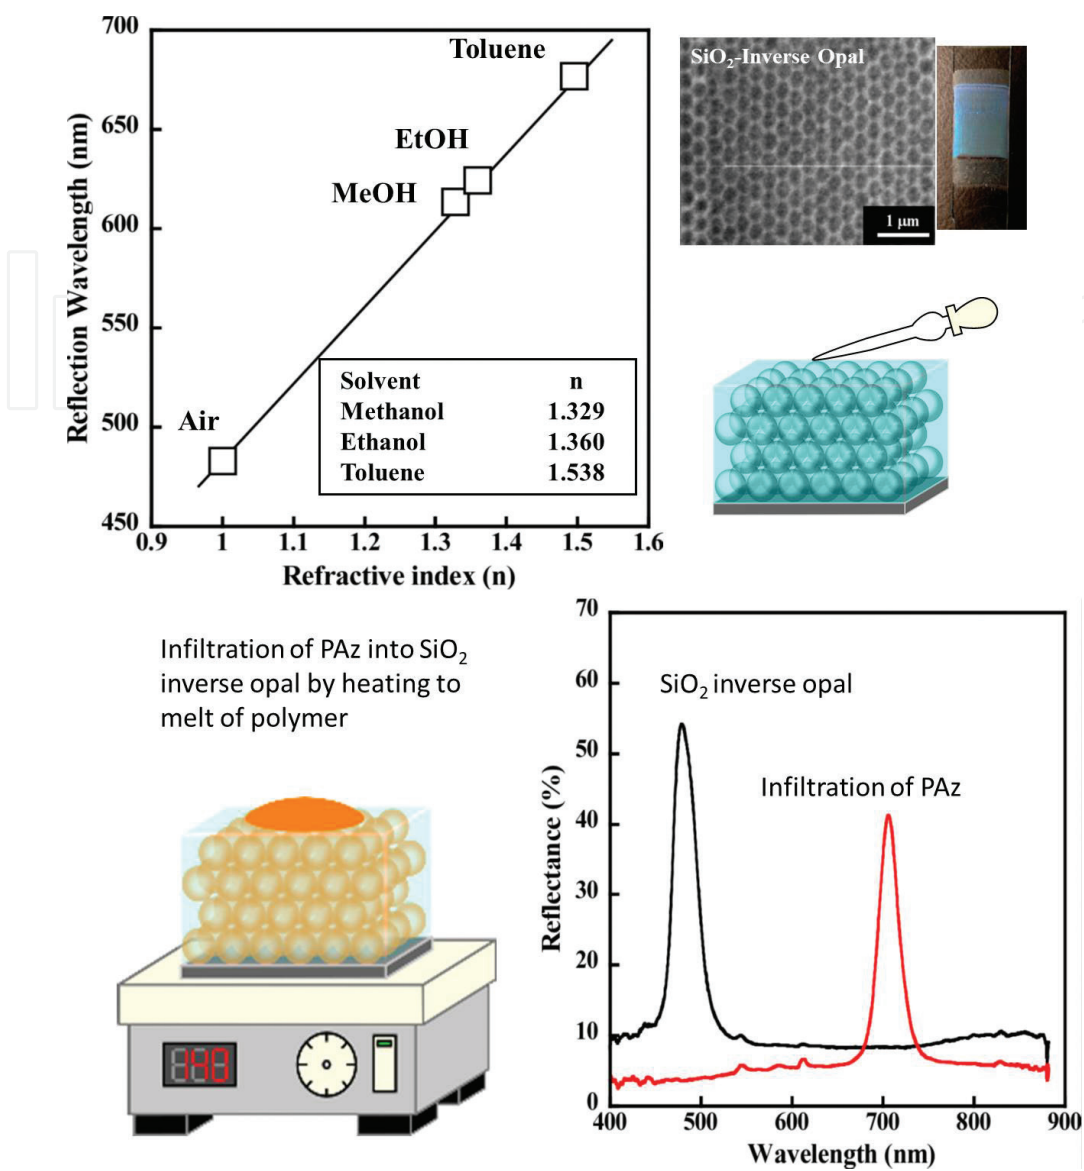 700
650
600
550
500
450
Reflection Wavelength (nm)
Toluene
EtOH
MeOH
Air
Solvent n
Methanol 1.329
Ethanol 1.360
Toluene 1.538
0.9 1 1.1 1.2 1.3 1.4 1.5 1.6
Refractive index (n)
SiO₂-Inverse Opal
1 μm
Infiltration of PAz into SiO₂
inverse opal by heating to
melt of polymer
140
70
60
50
40
30
20
10
0
Reflectance (%)
SiO₂ inverse opal
Infiltration of PAz
400 500 600 700 800 900
Wavelength (nm)